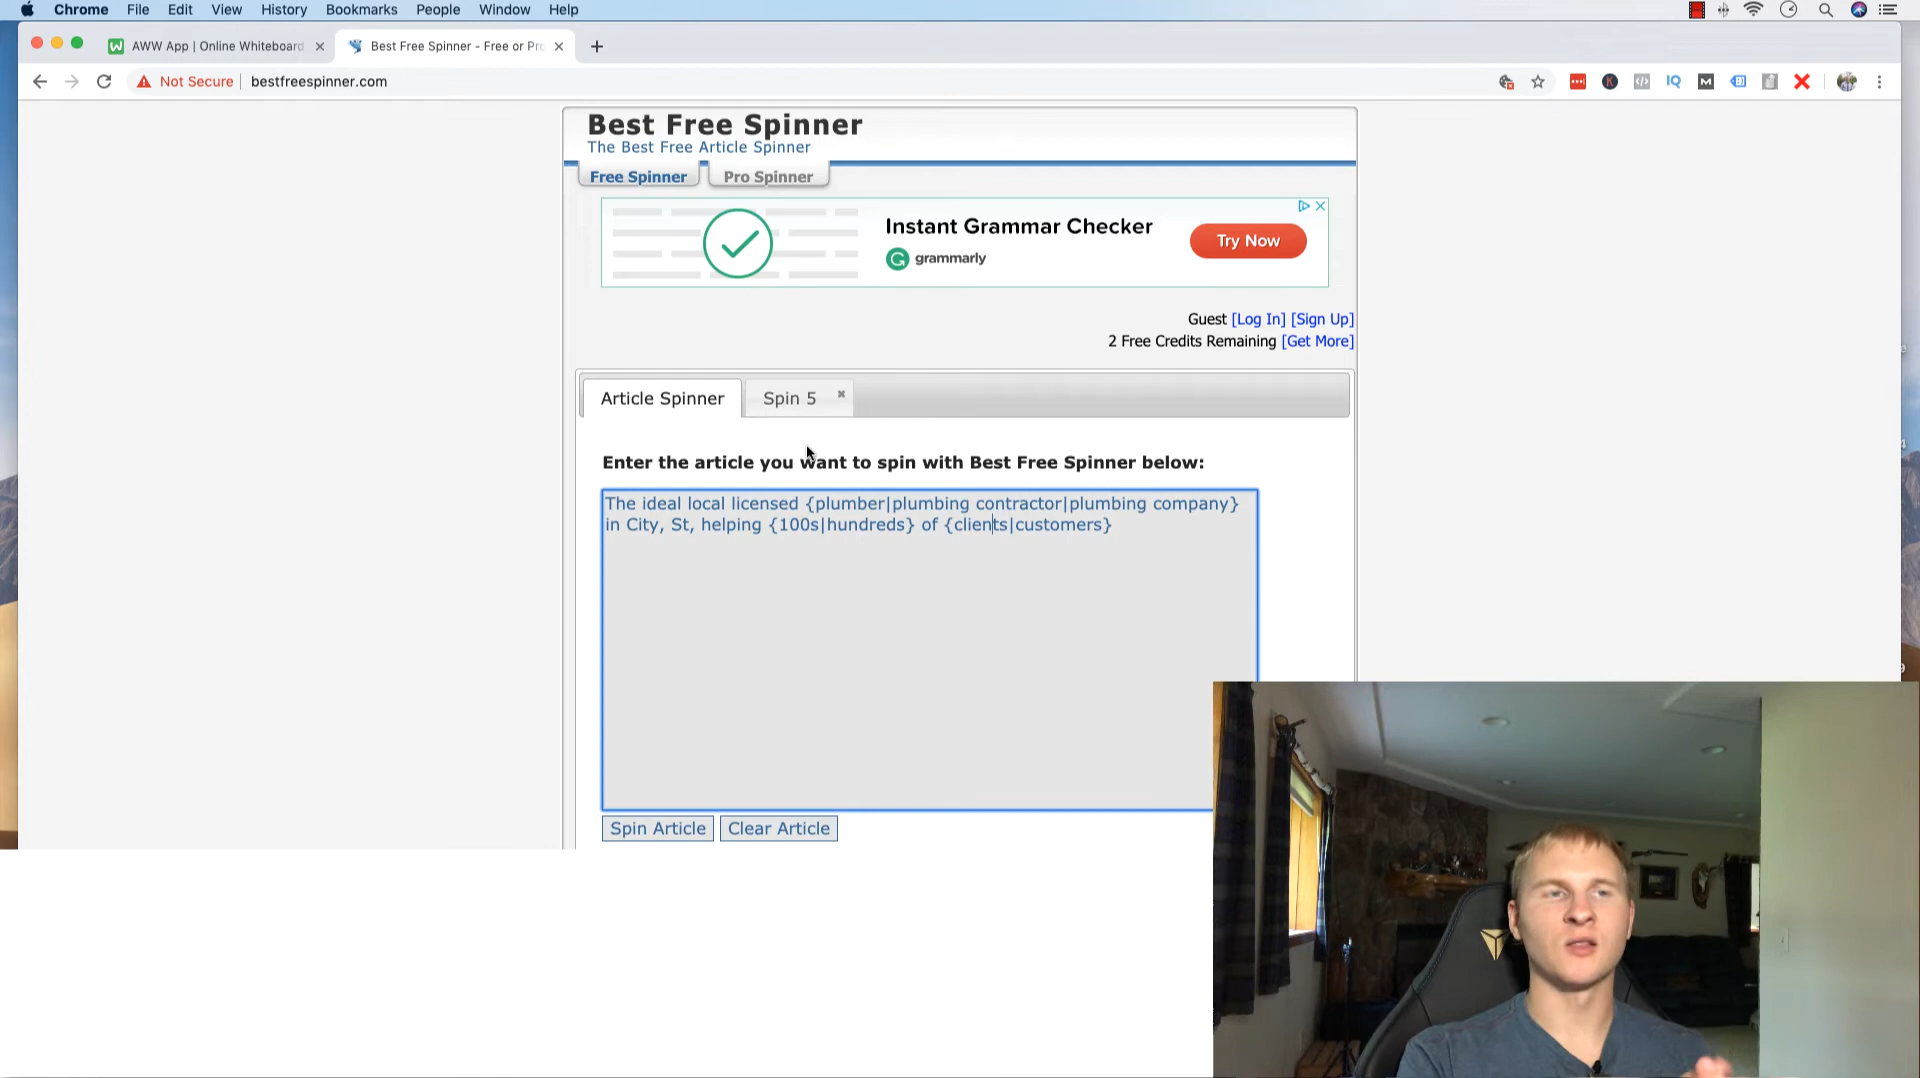 Chrome File Edit View History Bookmarks People Window Help
AWW App | Online Whiteboard
Best Free Spinner - Free or Pro
Not Secure bestfreespinner.com
IQ
Best Free Spinner
The Best Free Article Spinner
Free Spinner Pro Spinner
Instant Grammar Checker
grammarly
Try Now
Guest [Log In] [Sign Up]
2 Free Credits Remaining [Get More]
Article Spinner Spin 5
Enter the article you want to spin with Best Free Spinner below:
The ideal local licensed {plumber|plumbing contractor|plumbing company}
in City, St, helping {100s|hundreds} of {clients|customers}
Spin Article Clear Article